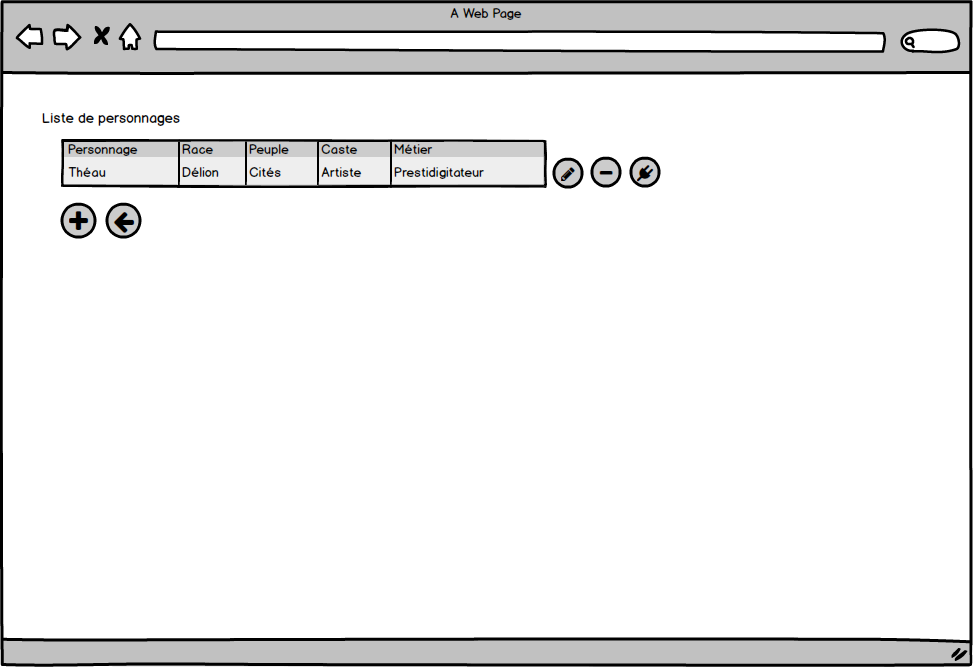 A Web Page
Liste de personnages
Personnage Race Peuple Caste Métier
Théau Délion Cités Artiste Prestidigitateur